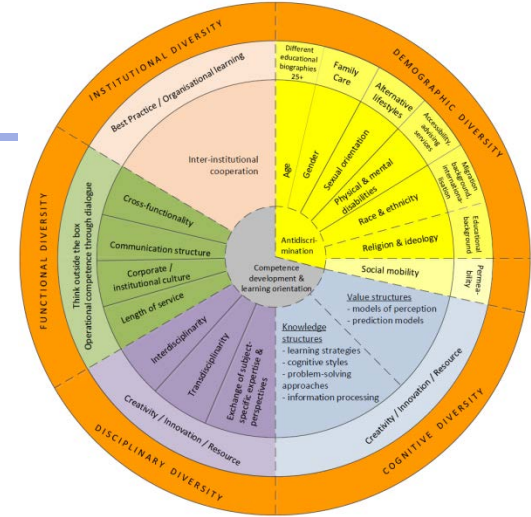 INSTITUTIONAL DIVERSITY
DEMOGRAPHIC DIVERSITY
COGNITIVE DIVERSITY
DISCIPLINARY DIVERSITY
FUNCTIONAL DIVERSITY
Best Practice / Organisational learning
Inter-institutional
cooperation
Different
educational
biographies
25+
Family
Care
Alternative
lifestyles
Accessibility,
advising
services
Migration
background,
interationa-
lisation
Educational
background
Permea-
bility
Age
Gender
Sexual orientation
Physical & mental
disabilities
Race & ethnicity
Religion & ideology
Social mobility
Antidiscri-
mination
Competence
development &
learning orientation
Value structures
- models of perception
- prediction models
Knowledge
structures
- learning strategies
- cognitive styles
- problem-solving
approaches
- information processing
Creativity / Innovation / Resource
Exchange of subject-
specific expertise &
perspectives
Transdisciplinarity
Interdisciplinarity
Creativity / Innovation / Resource
Length of service
Corporate /
institutional culture
Communication structure
Cross-functionality
Think outside the box
Operational competence through dialogue